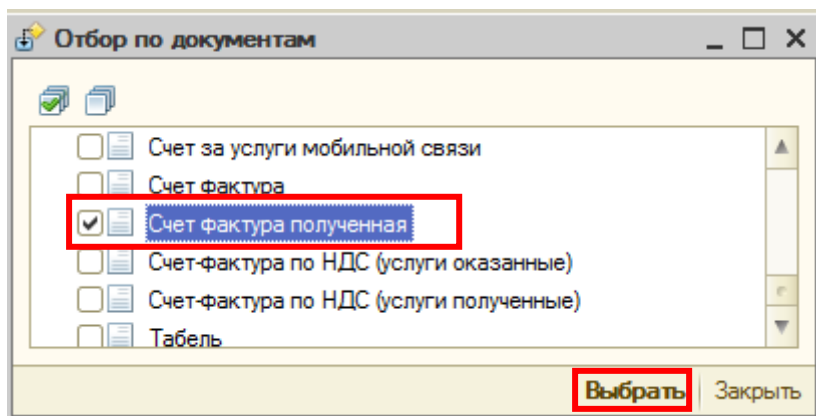 Отбор по документам
Счет за услуги мобильной связи
Счет фактура
Счет фактура полученная
Счет-фактура по НДС (услуги оказанные)
Счет-фактура по НДС (услуги полученные)
Табель
Выбрать Закрыть